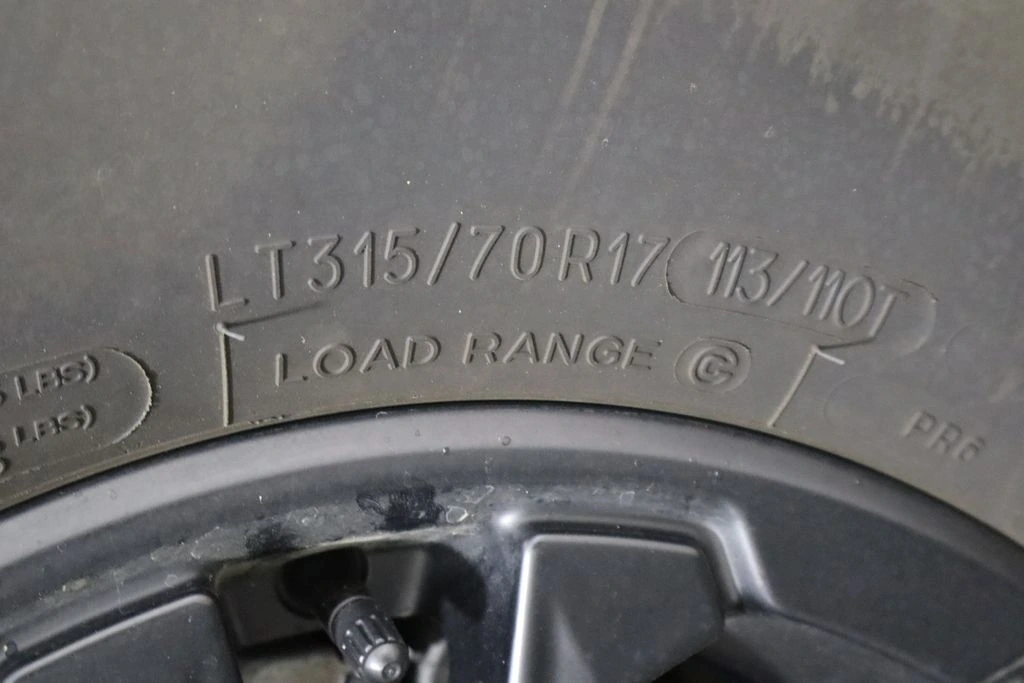 LT315/70R17 113/110T
LOAD RANGE C
LBS)
LBS)
PR6